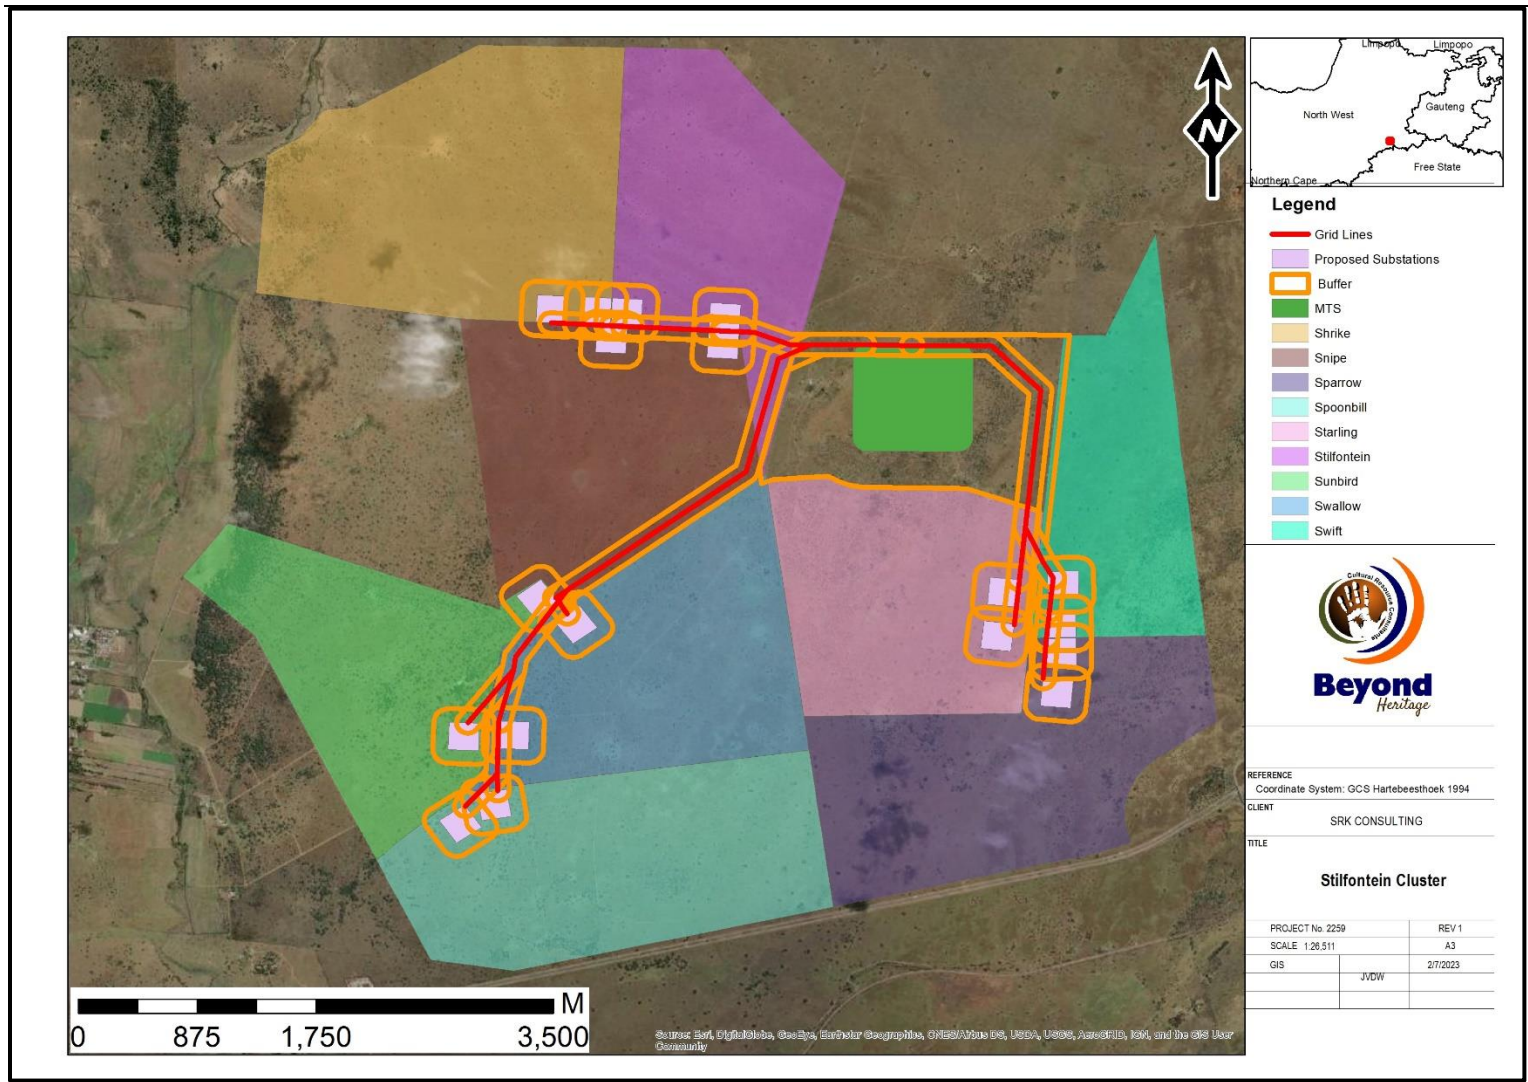 N
Limpopo
Limpopo
North West
Gauteng
Free State
Northern Cape
Legend
Grid Lines
Proposed Substations
Buffer
MTS
Shrike
Snipe
Sparrow
Spoonbill
Starling
Stilfontein
Sunbird
Swallow
Swift
Cultural Resource Consultants
Beyond
Heritage
REFERENCE
Coordinate System: GCS Hartebeesthoek 1994
CLIENT
SRK CONSULTING
TITLE
Stilfontein Cluster
PROJECT No. 2259
REV 1
SCALE 1:26,511
A3
GIS
2/7/2023
JVDW
M
0 875 1,750 3,500
Source: Esri, DigitalGlobe, GeoEye, Earthstar Geographics, CNES/Airbus DS, USDA, USGS, AeroGRID, IGN, and the GIS User
Community